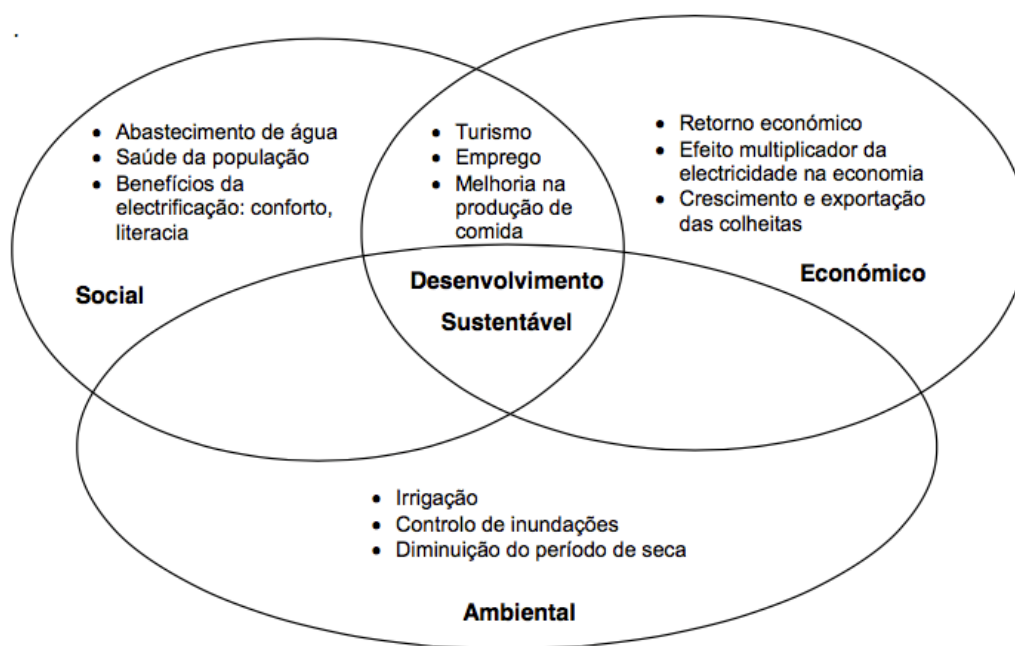 • Abastecimento de água
• Saúde da população
• Benefícios da
electrificação: conforto,
literacia
Social
• Turismo
• Emprego
• Melhoria na
produção de
comida
Desenvolvimento
Sustentável
• Retorno económico
• Efeito multiplicador da
electricidade na economia
• Crescimento e exportação
das colheitas
Económico
• Irrigação
• Controlo de inundações
• Diminuição do período de seca
Ambiental